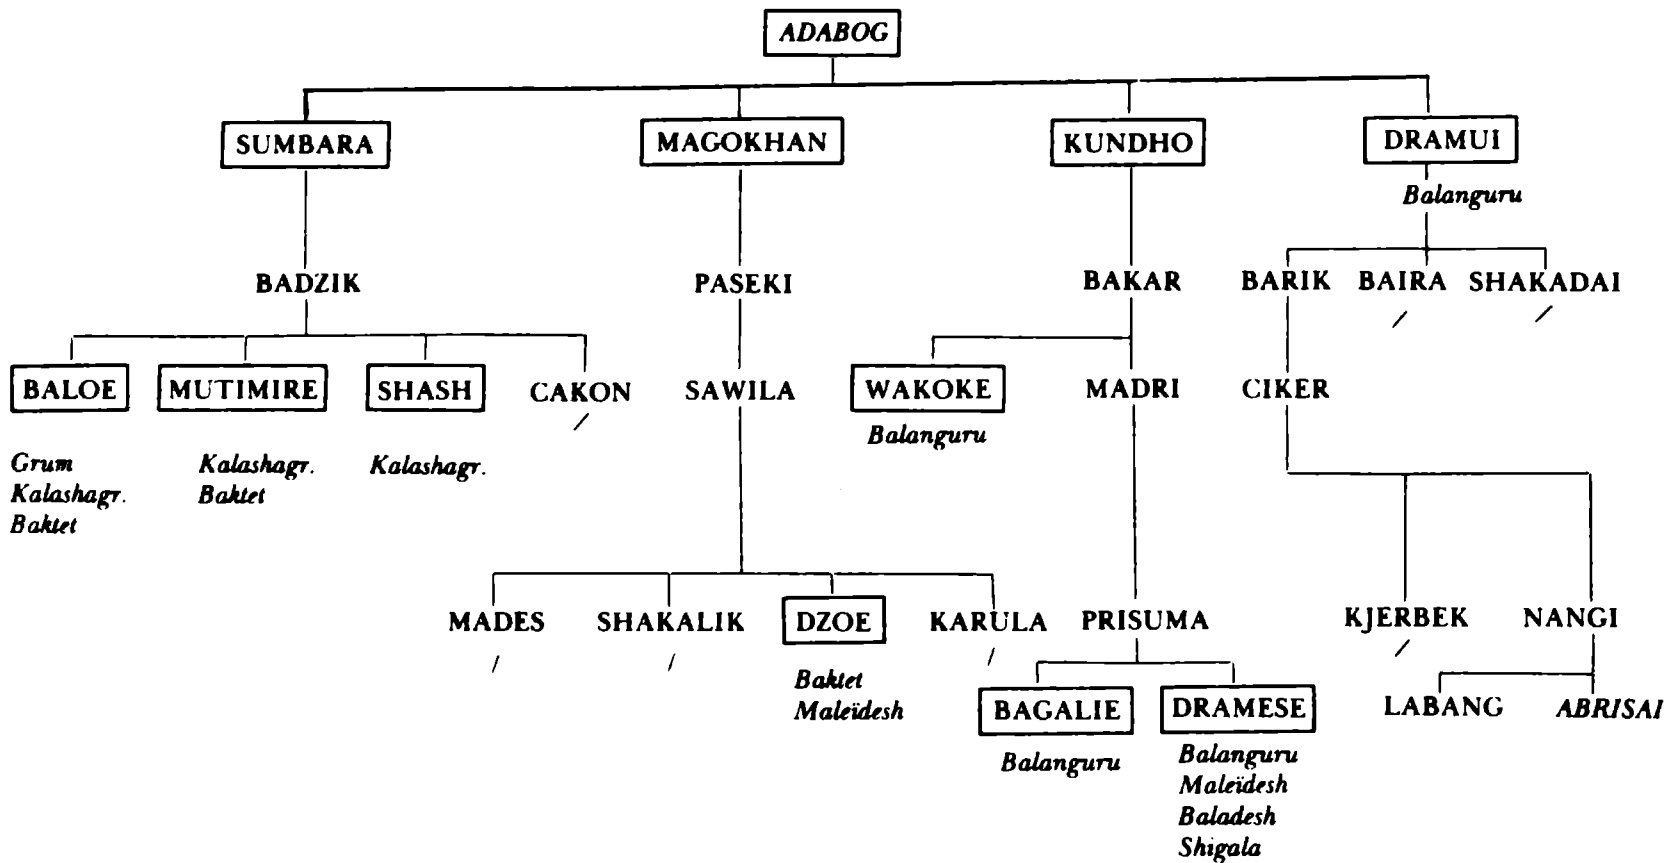 ADABOG
SUMBARA MAGOKHAN KUNDHO DRAMUI
Balanguru
BADZIK PASEKI BAKAR BARIK BAIRA SHAKADAI
BALOE MUTIMIRE SHASH CAKON SAWILA WAKOKE MADRI CIKER
Balanguru
Grum Kalashagr. Kalashagr.
Kalashagr. Baktet
Baktet
MADES SHAKALIK DZOE KARULA PRISUMA KJERBEK NANGI
Baktet
Maleïdesh
BAGALIE DRAMESE LABANG ABRISAI
Balanguru Balanguru
Maleïdesh
Baladesh
Shigala